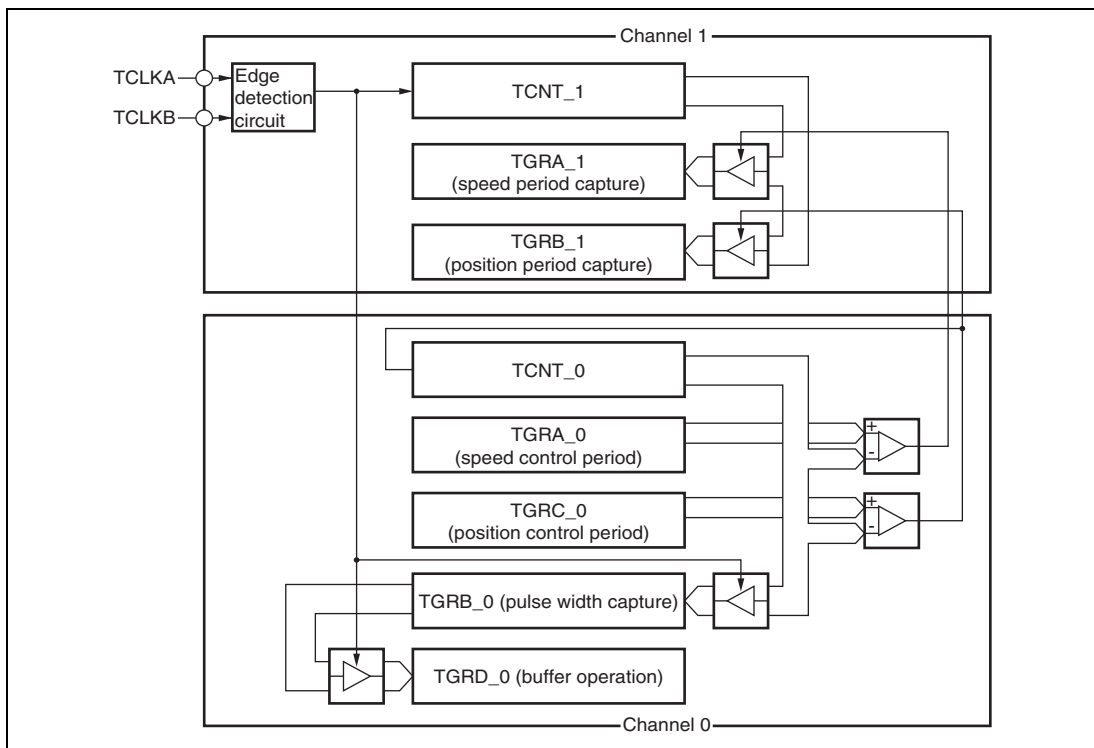 Channel 1
TCLKA
TCLKB
Edge
detection
circuit
TCNT_1
TGRA_1
(speed period capture)
TGRB_1
(position period capture)
TCNT_0
TGRA_0
(speed control period)
+
-
TGRC_0
(position control period)
+
-
TGRB_0 (pulse width capture)
TGRD_0 (buffer operation)
Channel 0